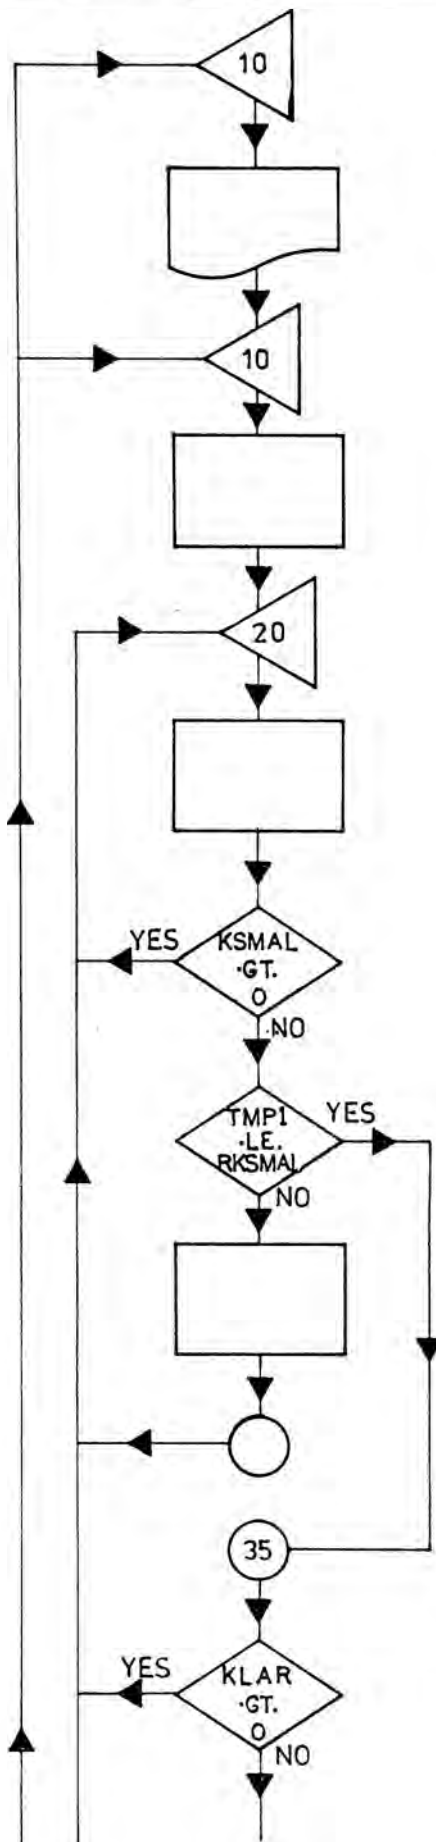 10
10
20
YES
KSMAL
·GT.
0
NO
TMP1
·LE.
RKSMAL
YES
NO
35
YES
KLAR
·GT.
0
NO